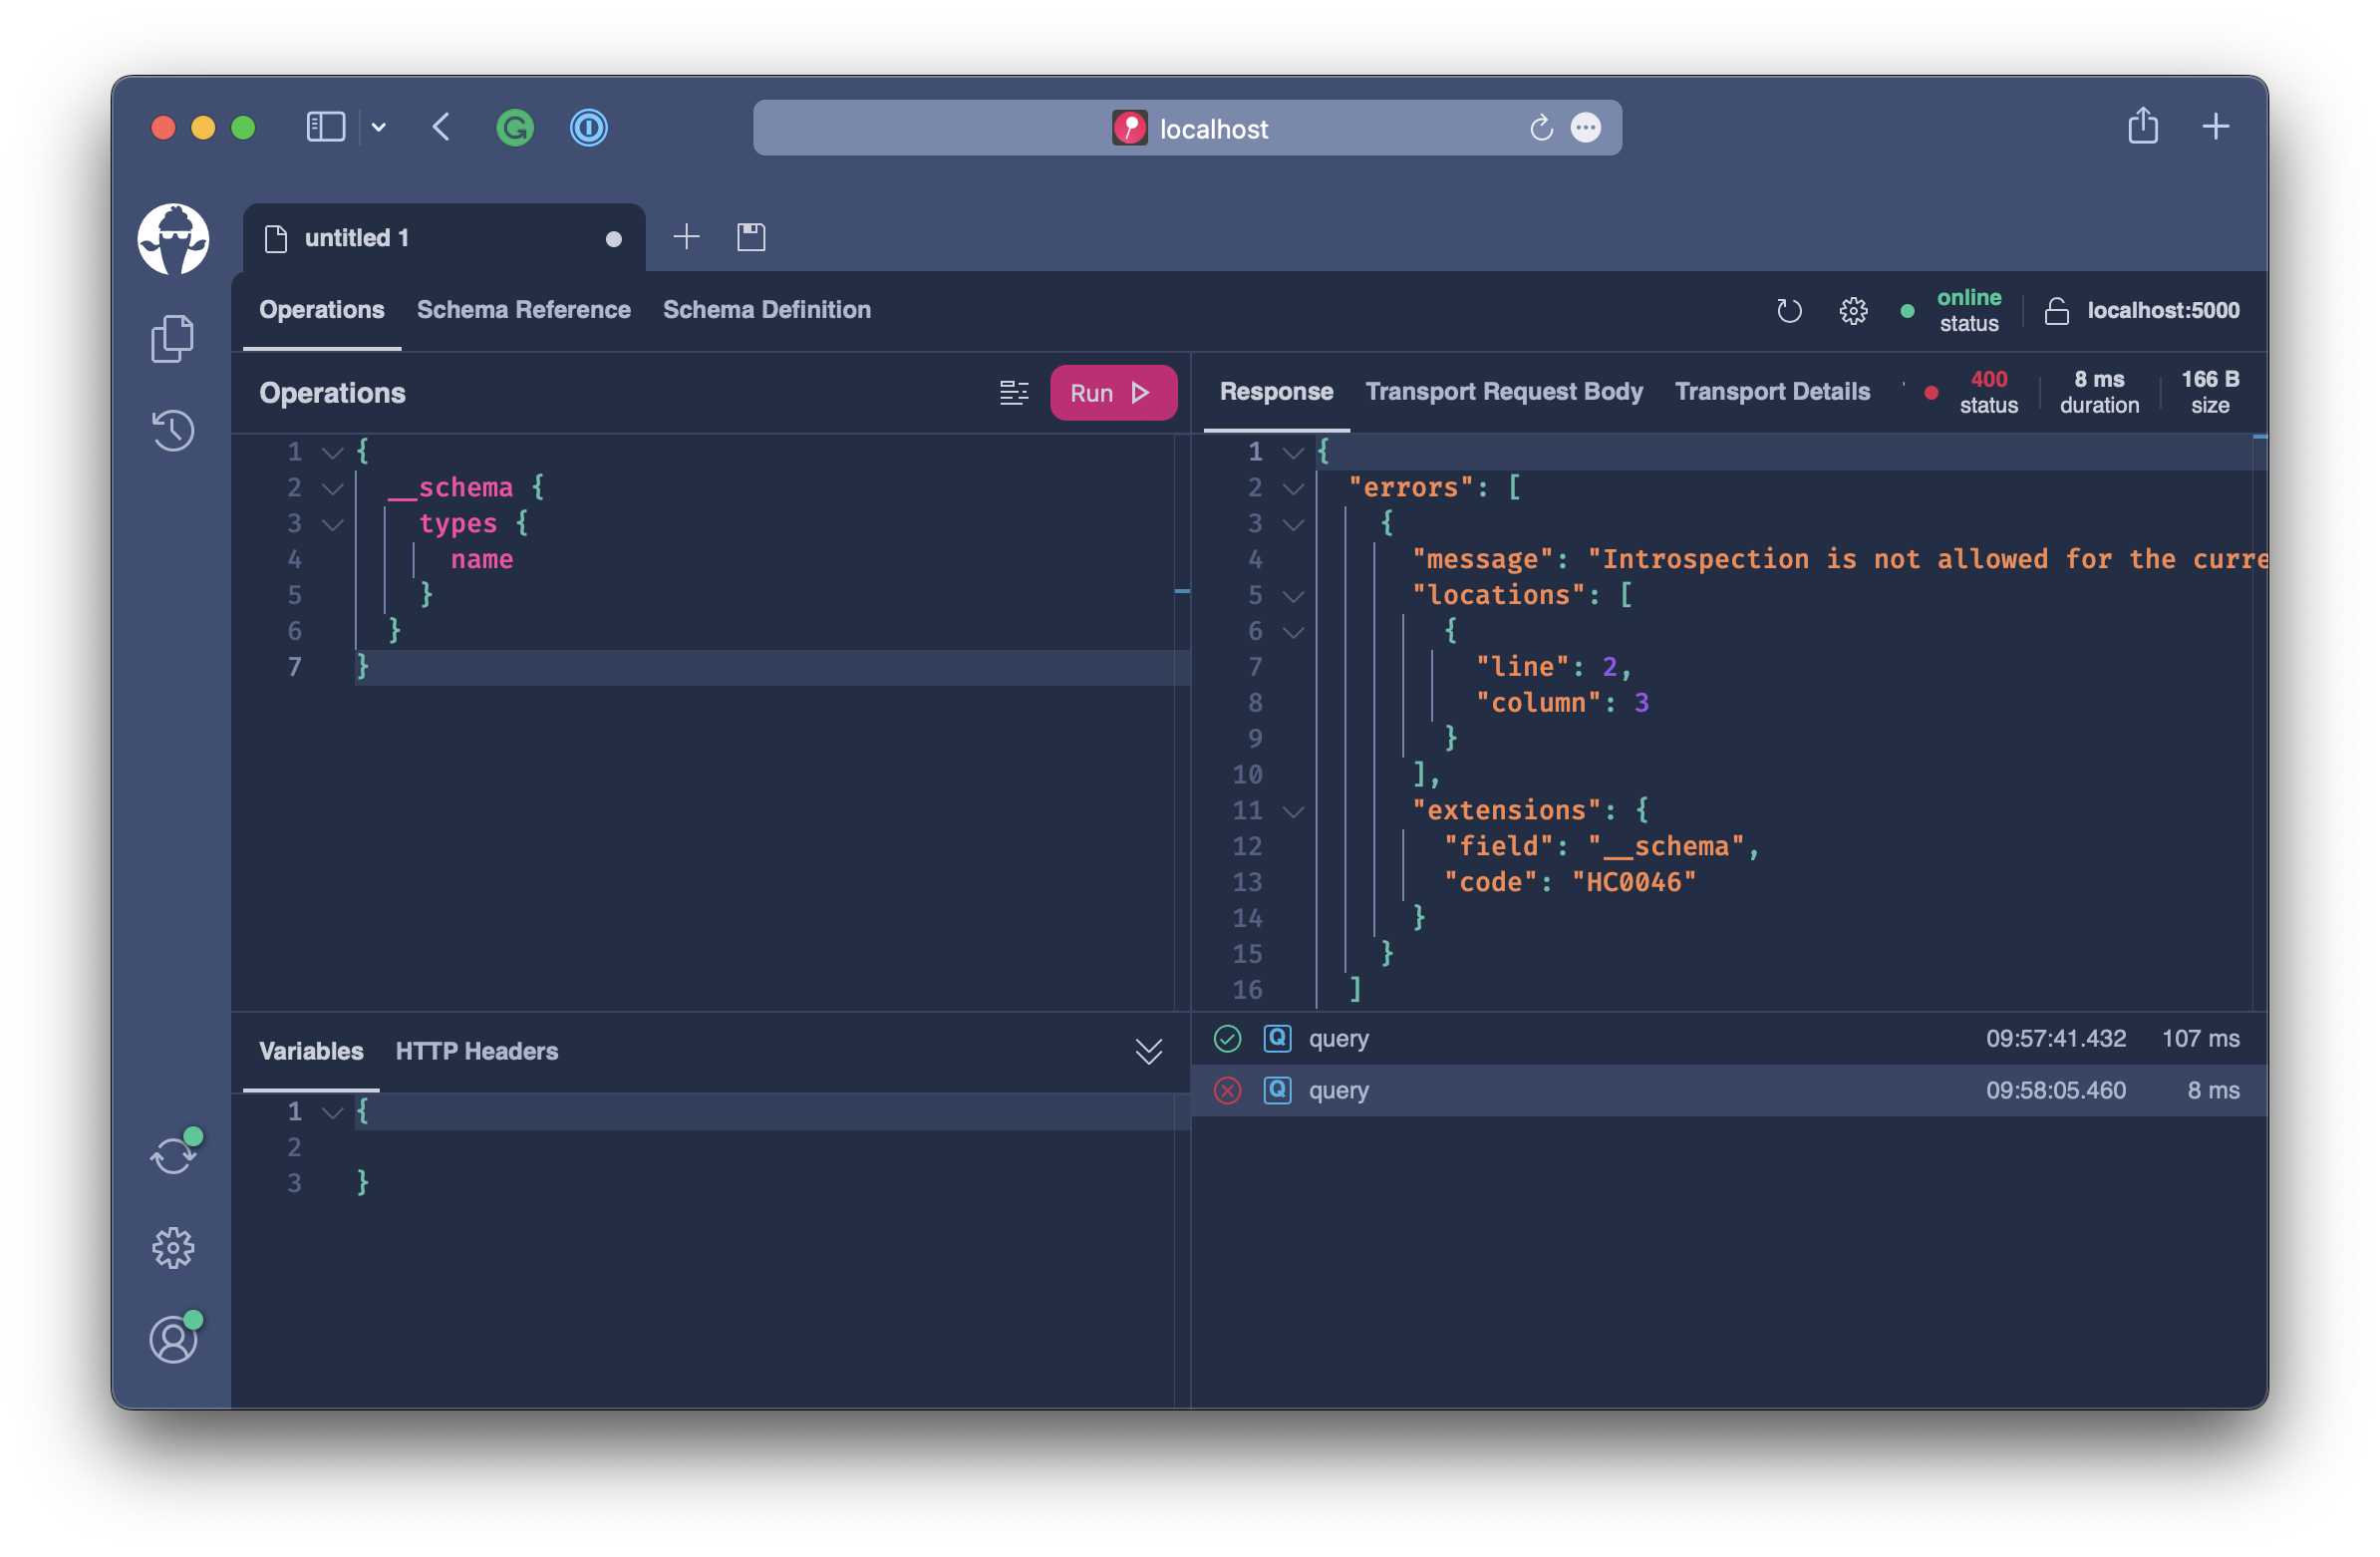 localhost
untitled 1
Operations Schema Reference Schema Definition
online
status
localhost:5000
Operations
Run
1 {
2 __schema {
3 types {
4 name
5 }
6 }
7 }
Response Transport Request Body Transport Details
400
status
8 ms
duration
166 B
size
1 {
2 "errors": [
3 {
4 "message": "Introspection is not allowed for the curre
5 "locations": [
6 {
7 "line": 2,
8 "column": 3
9 }
10 ],
11 "extensions": {
12 "field": "__schema",
13 "code": "HC0046"
14 }
15 }
16 ]
Variables HTTP Headers
1 {
2
3 }
Q query 09:57:41.432 107 ms
Q query 09:58:05.460 8 ms